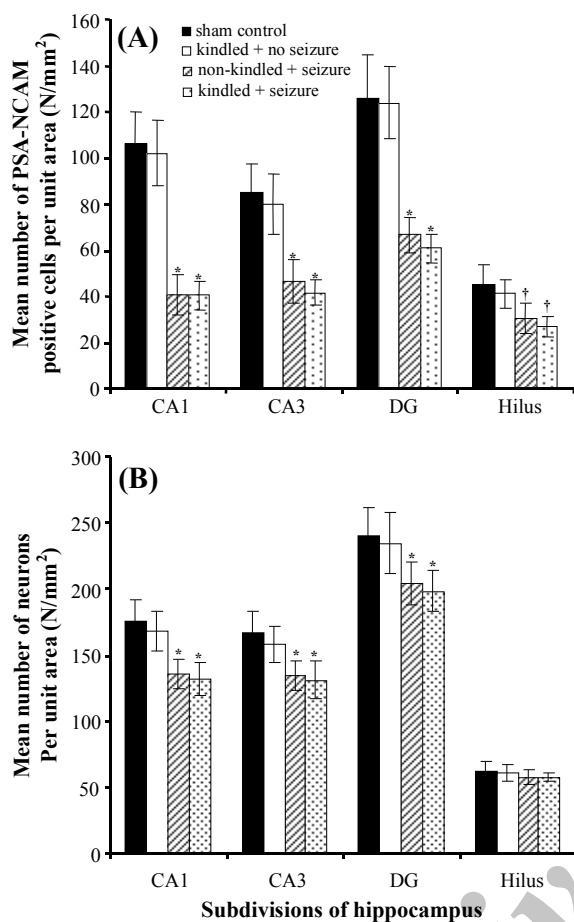 (A)
sham control
kindled + no seizure
non-kindled + seizure
kindled + seizure
Mean number of PSA-NCAM
positive cells per unit area (N/mm²)
160
140
120
100
80
60
40
20
0
* *
* *
* *
† †
CA1 CA3 DG Hilus
(B)
Mean number of neurons
Per unit area (N/mm²)
300
250
200
150
100
50
0
* *
* *
* *
CA1 CA3 DG Hilus
Subdivisions of hippocampus